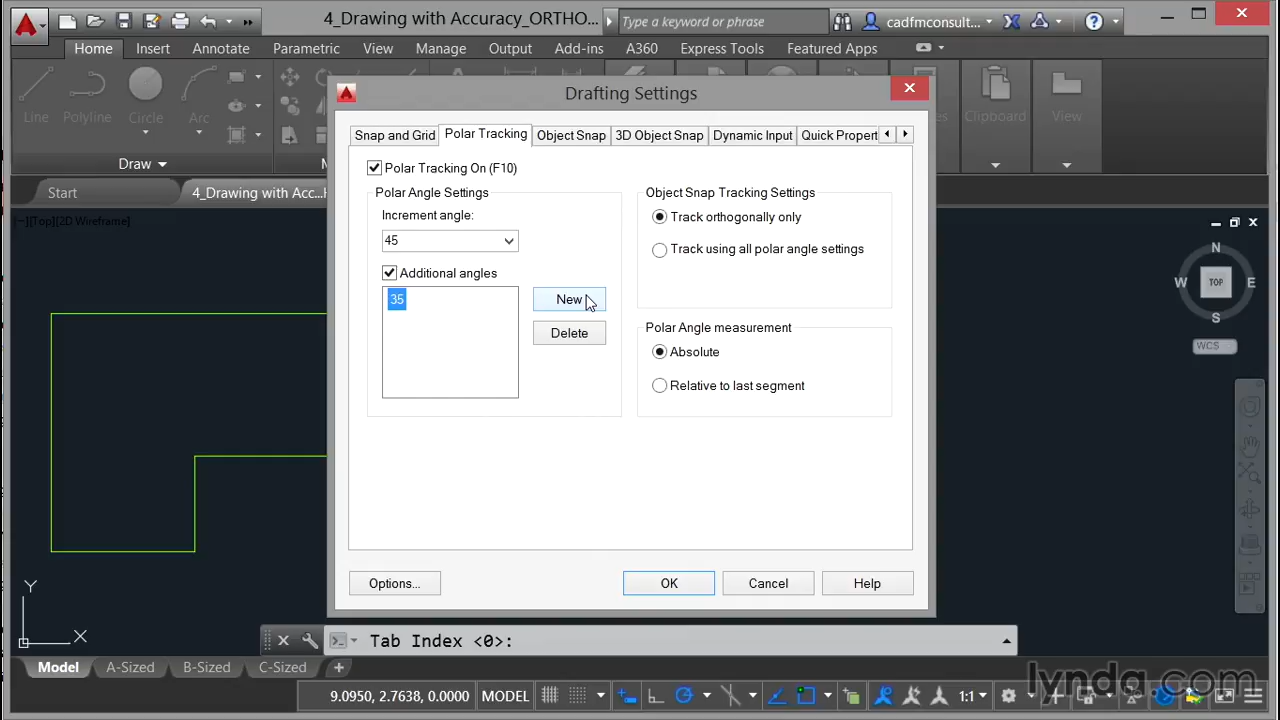 4_Drawing with Accuracy_ORTHO...
Type a keyword or phrase
cadfmconsult...
Home
Insert
Annotate
Parametric
View
Manage
Output
Add-ins
A360
Express Tools
Featured Apps
Line
Polyline
Circle
Arc
View
Draw
Start
4_Drawing with Acc...
[−][Top][2D Wireframe]
Drafting Settings
Snap and Grid
Polar Tracking
Object Snap
3D Object Snap
Dynamic Input
Quick Propert
Polar Tracking On (F10)
Polar Angle Settings
Increment angle:
45
Additional angles
35
New
Delete
Object Snap Tracking Settings
Track orthogonally only
Track using all polar angle settings
Polar Angle measurement
Absolute
Relative to last segment
Options...
OK
Cancel
Help
N
W
TOP
E
S
WCS
Y
X
Tab Index <0>:
Model
A-Sized
B-Sized
C-Sized
9.0950, 2.7638, 0.0000
MODEL
1:1
lynda.com